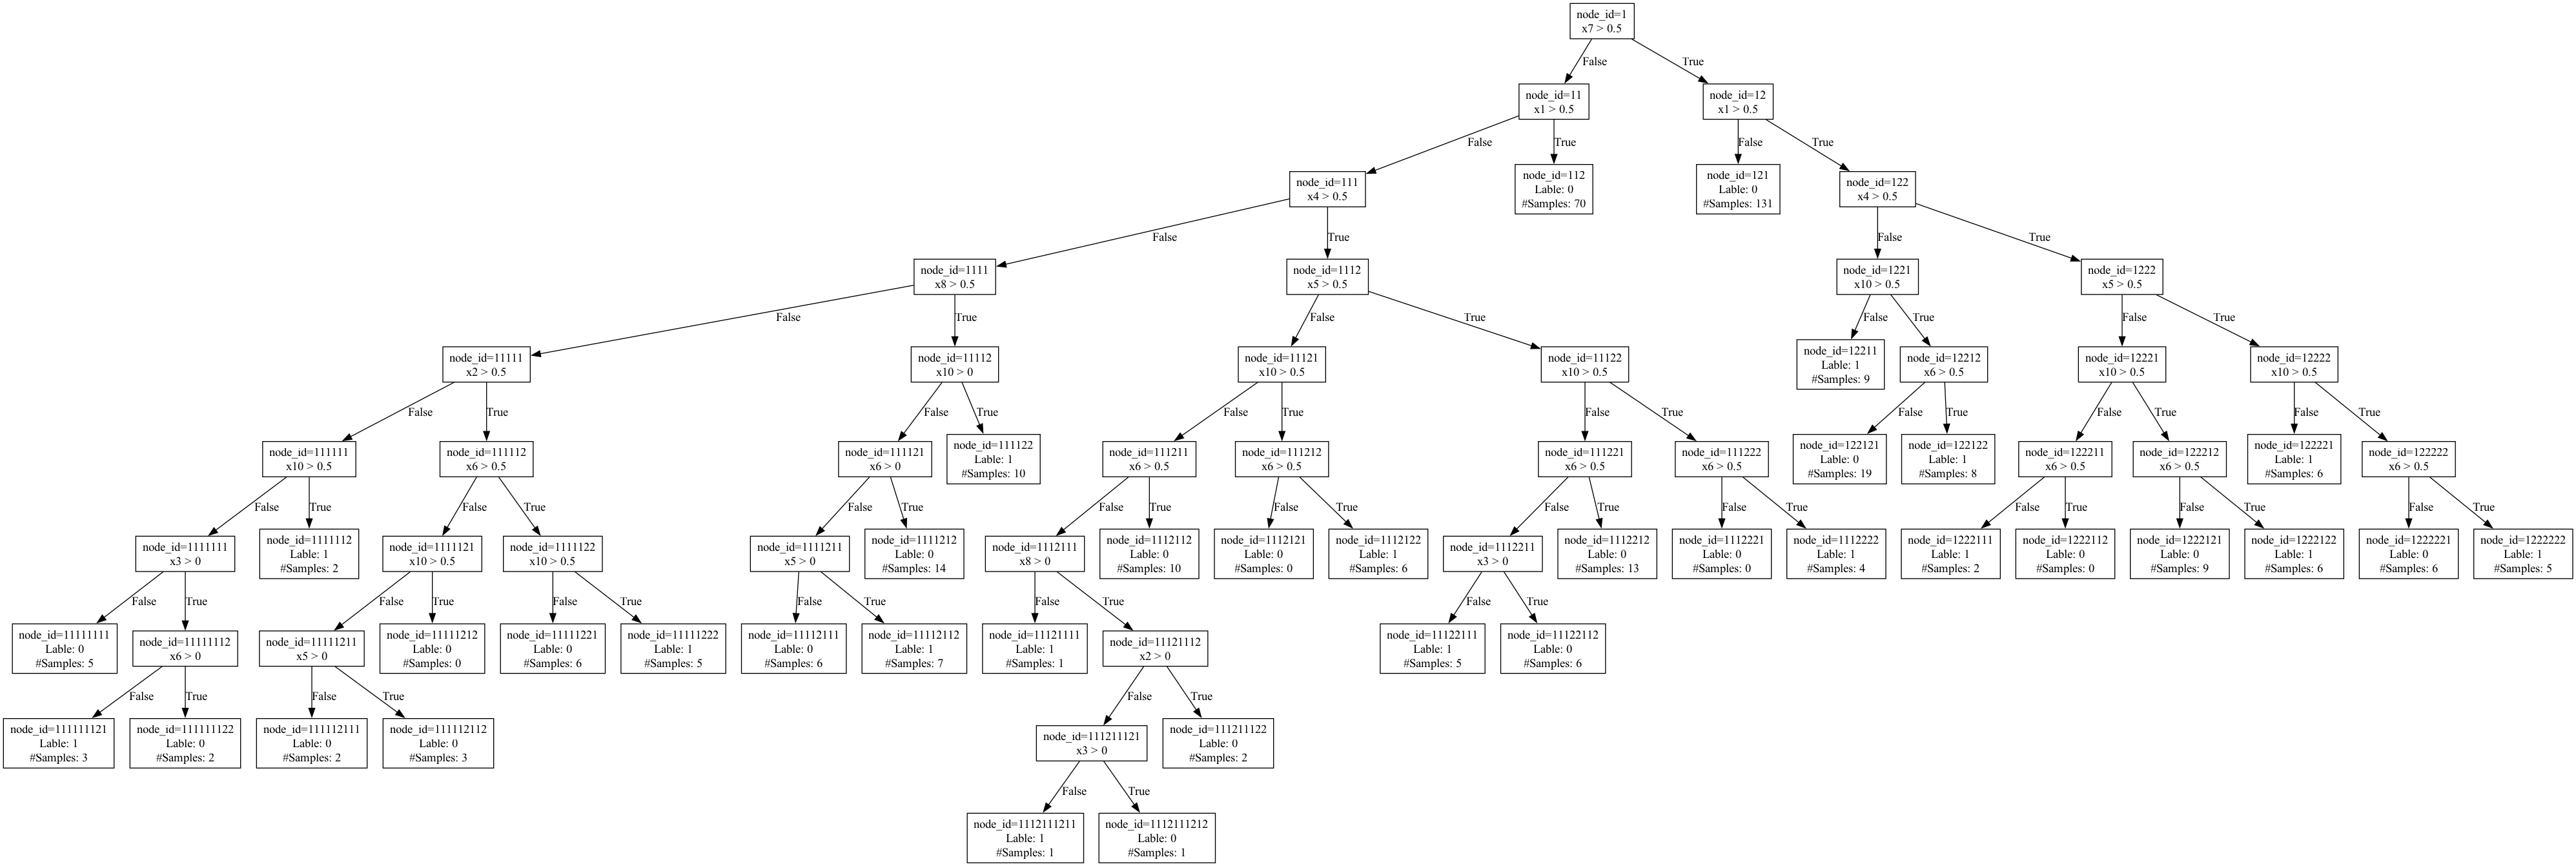 node_id=1
x7 > 0.5
False
True
node_id=11
x1 > 0.5
node_id=12
x1 > 0.5
False
True
False
True
node_id=111
x4 > 0.5
node_id=112
Lable: 0
#Samples: 70
node_id=121
Lable: 0
#Samples: 131
node_id=122
x4 > 0.5
False
True
False
True
node_id=1111
x8 > 0.5
node_id=1112
x5 > 0.5
node_id=1221
x10 > 0.5
node_id=1222
x5 > 0.5
False
True
False
True
False
True
False
True
node_id=11111
x2 > 0.5
node_id=11112
x10 > 0
node_id=11121
x10 > 0.5
node_id=11122
x10 > 0.5
node_id=12211
Lable: 1
#Samples: 9
node_id=12212
x6 > 0.5
node_id=12221
x10 > 0.5
node_id=12222
x10 > 0.5
False
True
False
True
False
True
False
True
False
True
False
True
False
True
node_id=111111
x10 > 0.5
node_id=111112
x6 > 0.5
node_id=111121
x6 > 0
node_id=111122
Lable: 1
#Samples: 10
node_id=111211
x6 > 0.5
node_id=111212
x6 > 0.5
node_id=111221
x6 > 0.5
node_id=111222
x6 > 0.5
node_id=122121
Lable: 0
#Samples: 19
node_id=122122
Lable: 1
#Samples: 8
node_id=122211
x6 > 0.5
node_id=122212
x6 > 0.5
node_id=122221
Lable: 1
#Samples: 6
node_id=122222
x6 > 0.5
False
True
False
True
False
True
False
True
False
True
False
True
False
True
False
True
False
True
False
True
node_id=1111111
x3 > 0
node_id=1111112
Lable: 1
#Samples: 2
node_id=1111121
x10 > 0.5
node_id=1111122
x10 > 0.5
node_id=1111211
x5 > 0
node_id=1111212
Lable: 0
#Samples: 14
node_id=1112111
x8 > 0
node_id=1112112
Lable: 0
#Samples: 10
node_id=1112121
Lable: 0
#Samples: 0
node_id=1112122
Lable: 1
#Samples: 6
node_id=1112211
x3 > 0
node_id=1112212
Lable: 0
#Samples: 13
node_id=1112221
Lable: 0
#Samples: 0
node_id=1112222
Lable: 1
#Samples: 4
node_id=1222111
Lable: 1
#Samples: 2
node_id=1222112
Lable: 0
#Samples: 0
node_id=1222121
Lable: 0
#Samples: 9
node_id=1222122
Lable: 1
#Samples: 6
node_id=1222221
Lable: 0
#Samples: 6
node_id=1222222
Lable: 1
#Samples: 5
False
True
False
True
False
True
False
True
False
True
False
True
node_id=11111111
Lable: 0
#Samples: 5
node_id=11111112
x6 > 0
node_id=11111211
x5 > 0
node_id=11111212
Lable: 0
#Samples: 0
node_id=11111221
Lable: 0
#Samples: 6
node_id=11111222
Lable: 1
#Samples: 5
node_id=11112111
Lable: 0
#Samples: 6
node_id=11112112
Lable: 1
#Samples: 7
node_id=11121111
Lable: 1
#Samples: 1
node_id=11121112
x2 > 0
node_id=11122111
Lable: 1
#Samples: 5
node_id=11122112
Lable: 0
#Samples: 6
False
True
False
True
False
True
node_id=111111121
Lable: 1
#Samples: 3
node_id=111111122
Lable: 0
#Samples: 2
node_id=111112111
Lable: 0
#Samples: 2
node_id=111112112
Lable: 0
#Samples: 3
node_id=111211121
x3 > 0
node_id=111211122
Lable: 0
#Samples: 2
False
True
node_id=1112111211
Lable: 1
#Samples: 1
node_id=1112111212
Lable: 0
#Samples: 1